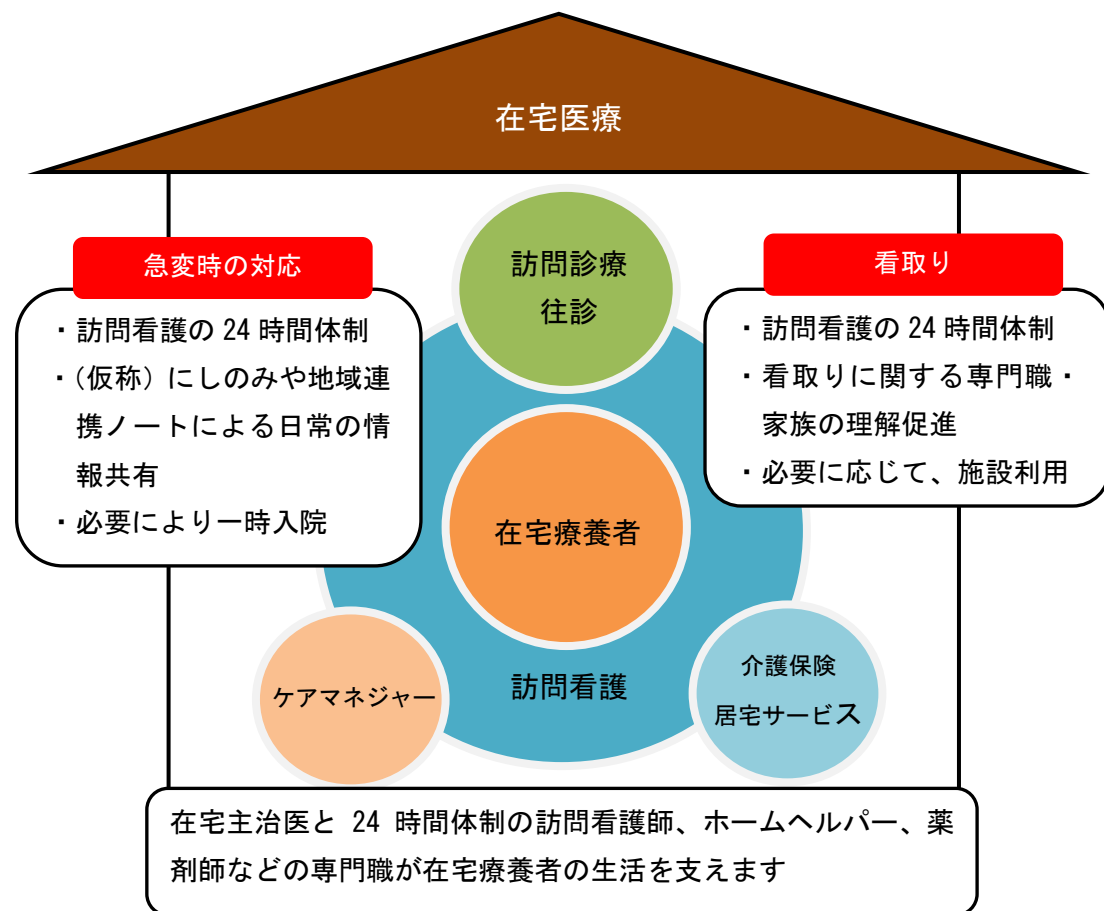 在宅医療
急変時の対応
・訪問看護の 24 時間体制
・(仮称) にしのみや地域連
携ノートによる日常の情
報共有
・必要により一時入院
訪問診療
往診
看取り
・訪問看護の 24 時間体制
・看取りに関する専門職・
家族の理解促進
・必要に応じて、施設利用
在宅療養者
訪問看護
ケアマネジャー
介護保険
居宅サービス
在宅主治医と 24 時間体制の訪問看護師、ホームヘルパー、薬
剤師などの専門職が在宅療養者の生活を支えます